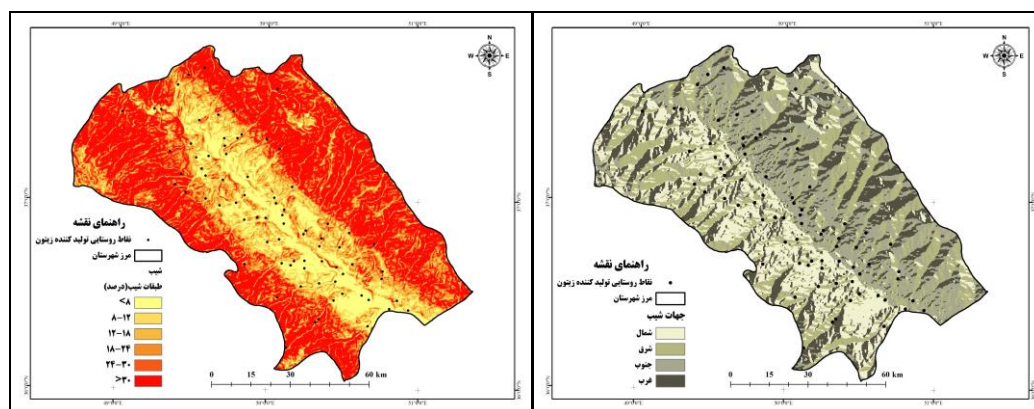 N
W E
S
راهنمای نقشه
نقاط روستایی تولید کننده زیتون
مرز شهرستان
شیب
طبقات شیب(درصد)
<۸
۸-۱۲
۱۲-۱۸
۱۸-۲۴
۲۴-۳۰
>۳۰
0 15 30 60 km
N
W E
S
راهنمای نقشه
نقاط روستایی تولید کننده زیتون
مرز شهرستان
جهات شیب
شمال
شرق
جنوب
غرب
0 15 30 60 km